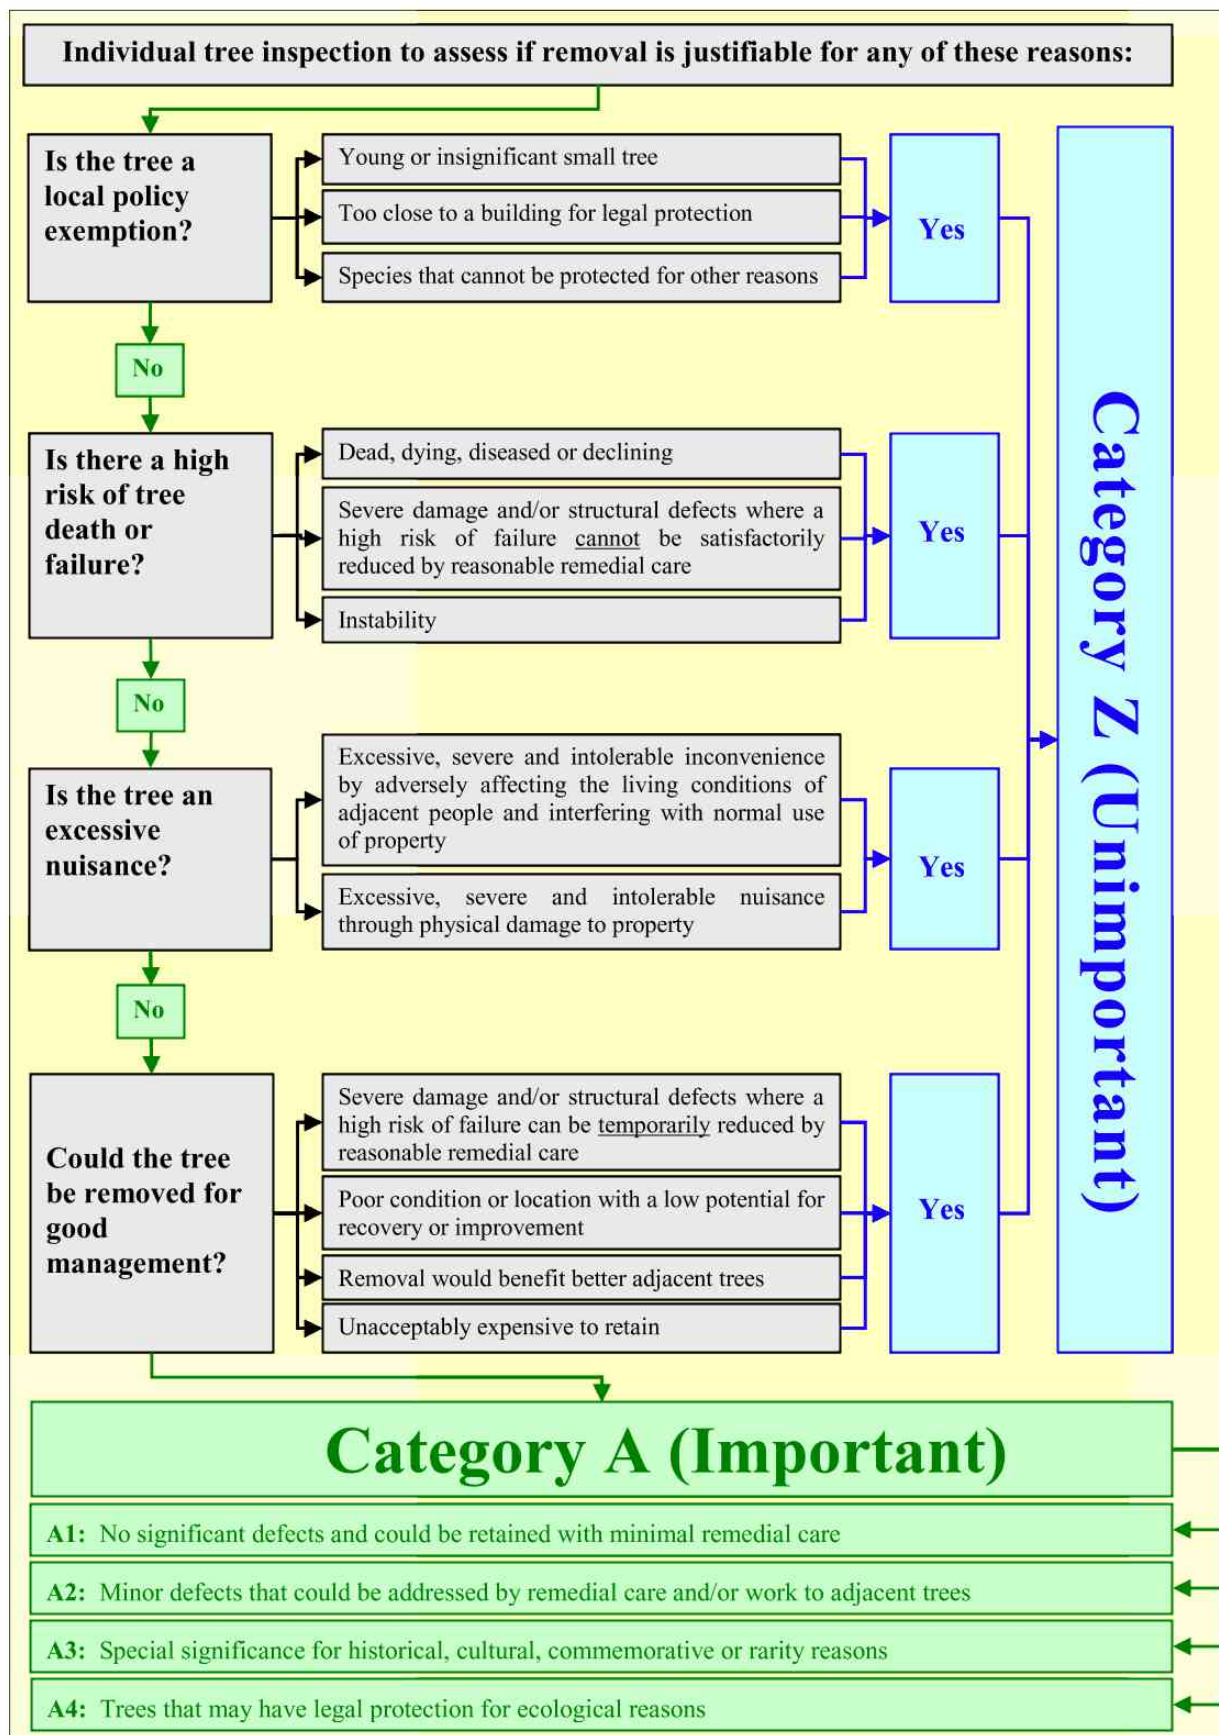 Individual tree inspection to assess if removal is justifiable for any of these reasons:
Is the tree a
local policy
exemption?
Young or insignificant small tree
Too close to a building for legal protection
Species that cannot be protected for other reasons
Yes
No
Is there a high
risk of tree
death or
failure?
Dead, dying, diseased or declining
Severe damage and/or structural defects where a
high risk of failure cannot be satisfactorily
reduced by reasonable remedial care
Instability
Yes
No
Is the tree an
excessive
nuisance?
Excessive, severe and intolerable inconvenience
by adversely affecting the living conditions of
adjacent people and interfering with normal use
of property
Excessive, severe and intolerable nuisance
through physical damage to property
Yes
No
Could the tree
be removed for
good
management?
Severe damage and/or structural defects where a
high risk of failure can be temporarily reduced by
reasonable remedial care
Poor condition or location with a low potential for
recovery or improvement
Removal would benefit better adjacent trees
Unacceptably expensive to retain
Yes
Category Z (Unimportant)
Category A (Important)
A1: No significant defects and could be retained with minimal remedial care
A2: Minor defects that could be addressed by remedial care and/or work to adjacent trees
A3: Special significance for historical, cultural, commemorative or rarity reasons
A4: Trees that may have legal protection for ecological reasons